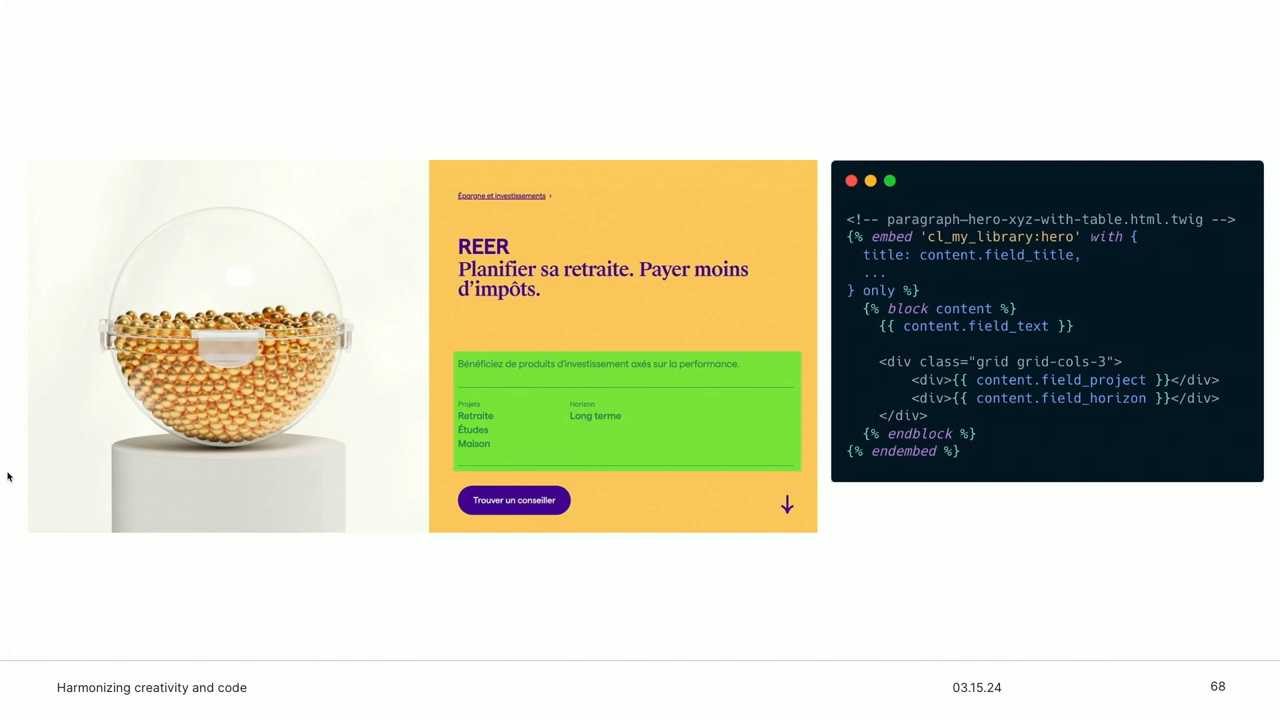 Épargne et investissements ›
REER
Planifier sa retraite. Payer moins
d’impôts.
Bénéficiez de produits d’investissement axés sur la performance.
Projets
Retraite
Études
Maison
Horizon
Long terme
Trouver un conseiller
<!-- paragraph—hero-xyz-with-table.html.twig -->
{% embed 'cl_my_library:hero' with {
  title: content.field_title,
  ...
} only %}
  {% block content %}
    {{ content.field_text }}
    <div class="grid grid-cols-3">
        <div>{{ content.field_project }}</div>
        <div>{{ content.field_horizon }}</div>
    </div>
  {% endblock %}
{% endembed %}
Harmonizing creativity and code
03.15.24
68